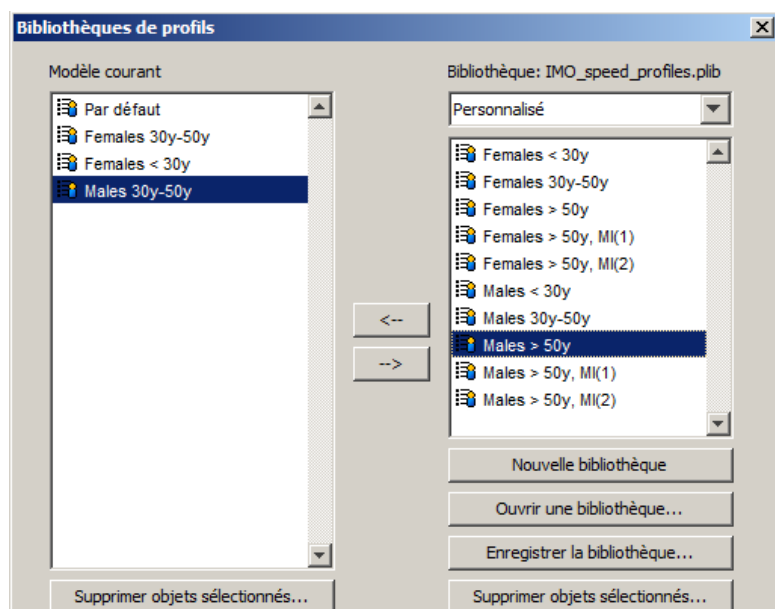 Bibliothèques de profils
Modèle courant
Par défaut
Females 30y-50y
Females < 30y
Males 30y-50y
<--
-->
Bibliothèque: IMO_speed_profiles.plib
Personnalisé
Females < 30y
Females 30y-50y
Females > 50y
Females > 50y, MI(1)
Females > 50y, MI(2)
Males < 30y
Males 30y-50y
Males > 50y
Males > 50y, MI(1)
Males > 50y, MI(2)
Nouvelle bibliothèque
Ouvrir une bibliothèque...
Enregistrer la bibliothèque...
Supprimer objets sélectionnés...
Supprimer objets sélectionnés...